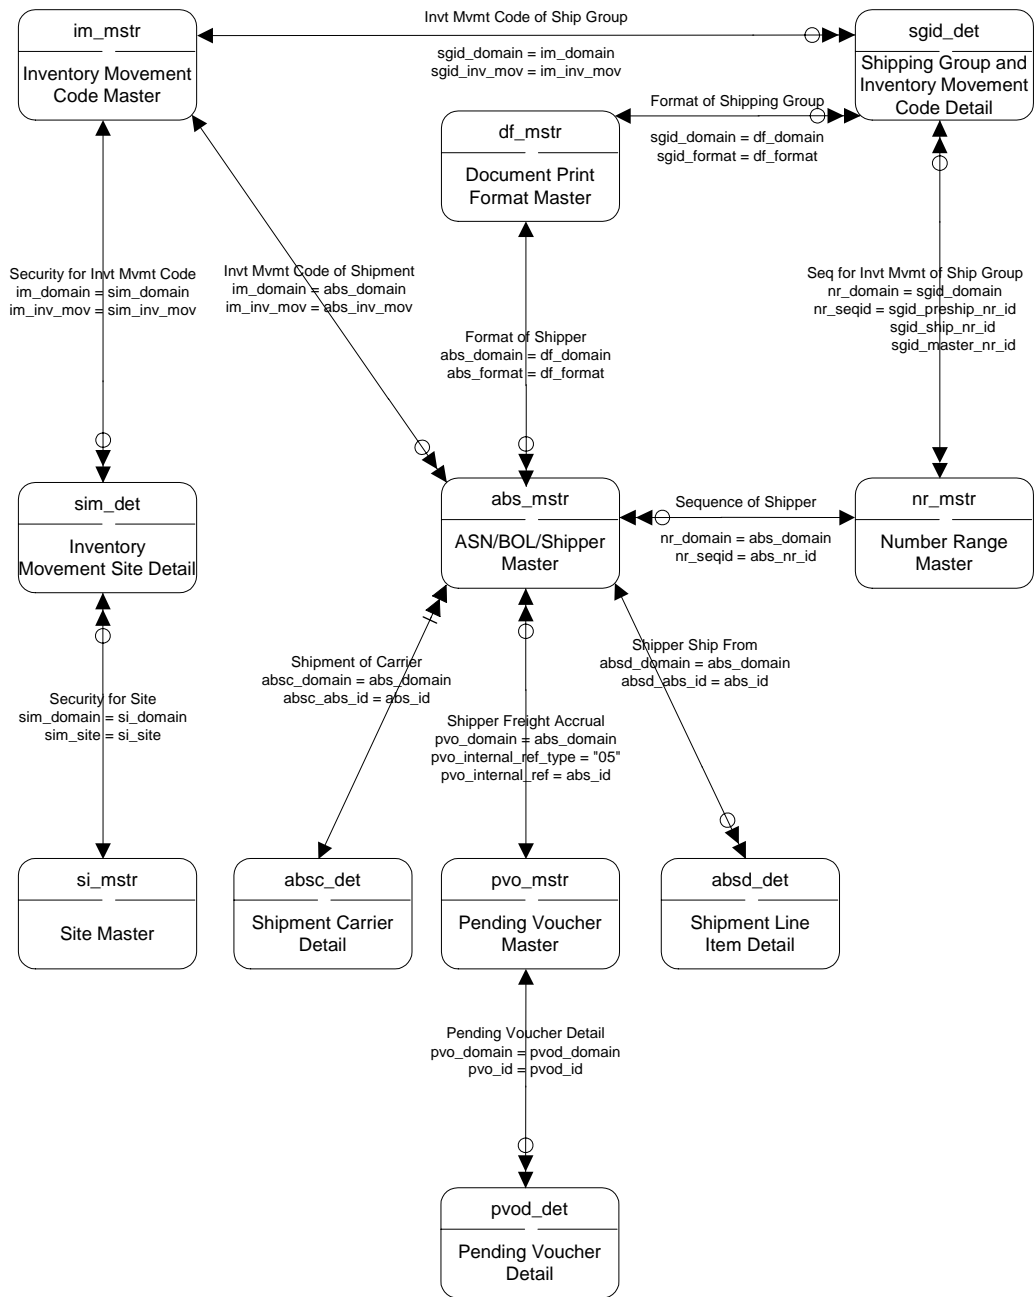 im_mstr
Inventory Movement
Code Master
Invt Mvmt Code of Ship Group
sgid_domain = im_domain
sgid_inv_mov = im_inv_mov
sgid_det
Shipping Group and
Inventory Movement
Code Detail
Format of Shipping Group
sgid_domain = df_domain
sgid_format = df_format
df_mstr
Document Print
Format Master
Security for Invt Mvmt Code
im_domain = sim_domain
im_inv_mov = sim_inv_mov
Invt Mvmt Code of Shipment
im_domain = abs_domain
im_inv_mov = abs_inv_mov
Seq for Invt Mvmt of Ship Group
nr_domain = sgid_domain
nr_seqid = sgid_preship_nr_id
sgid_ship_nr_id
sgid_master_nr_id
Format of Shipper
abs_domain = df_domain
abs_format = df_format
sim_det
Inventory
Movement Site Detail
abs_mstr
ASN/BOL/Shipper
Master
Sequence of Shipper
nr_domain = abs_domain
nr_seqid = abs_nr_id
nr_mstr
Number Range
Master
Security for Site
sim_domain = si_domain
sim_site = si_site
Shipment of Carrier
absc_domain = abs_domain
absc_abs_id = abs_id
Shipper Freight Accrual
pvo_domain = abs_domain
pvo_internal_ref_type = "05"
pvo_internal_ref = abs_id
Shipper Ship From
absd_domain = abs_domain
absd_abs_id = abs_id
si_mstr
Site Master
absc_det
Shipment Carrier
Detail
pvo_mstr
Pending Voucher
Master
absd_det
Shipment Line
Item Detail
Pending Voucher Detail
pvo_domain = pvod_domain
pvo_id = pvod_id
pvod_det
Pending Voucher
Detail